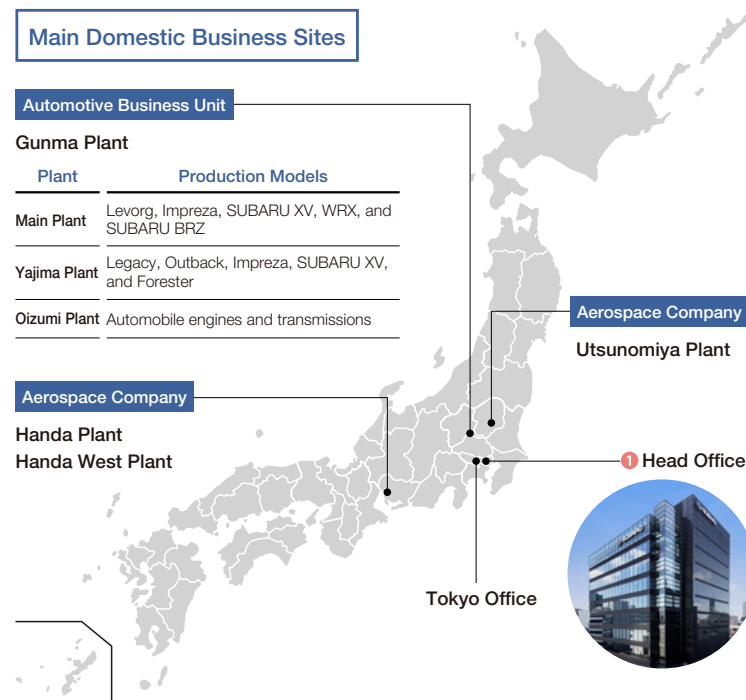 Main Domestic Business Sites
Automotive Business Unit
Gunma Plant
Plant Production Models
Main Plant Levorg, Impreza, SUBARU XV, WRX, and
SUBARU BRZ
Yajima Plant Legacy, Outback, Impreza, SUBARU XV,
and Forester
Oizumi Plant Automobile engines and transmissions
Aerospace Company
Utsunomiya Plant
Aerospace Company
Handa Plant
Handa West Plant
1 Head Office
Tokyo Office